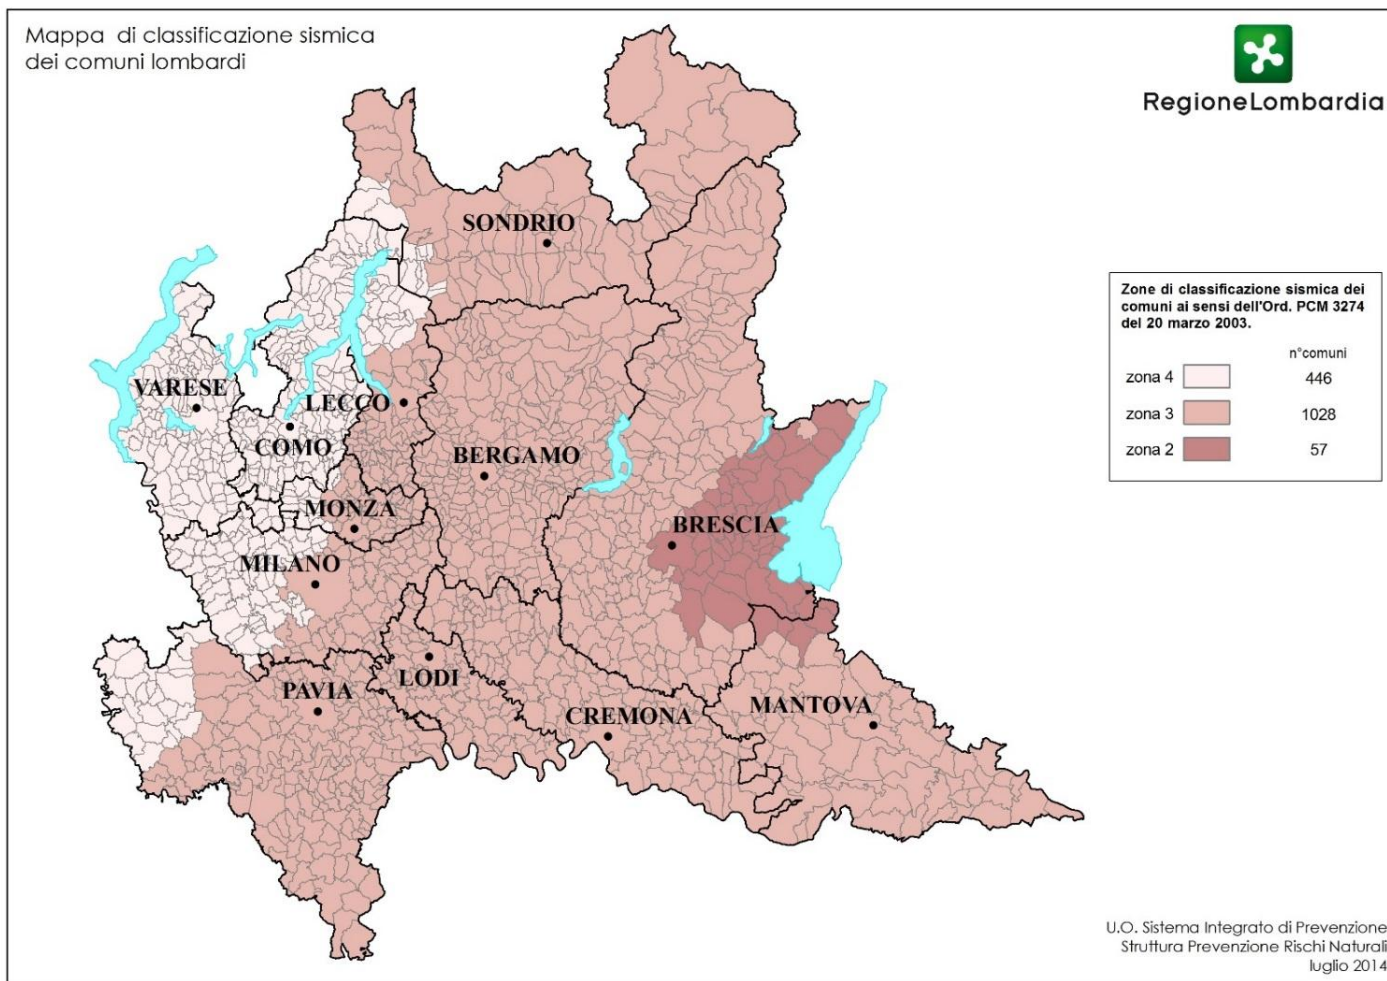 Mappa di classificazione sismica
dei comuni lombardi
RegioneLombardia
SONDRIO
Zone di classificazione sismica dei
comuni ai sensi dell'Ord. PCM 3274
del 20 marzo 2003.
n°comuni
zona 4 446
zona 3 1028
zona 2 57
VARESE
LECCO
COMO
BERGAMO
MONZA
BRESCIA
MILANO
LODI
PAVIA
CREMONA
MANTOVA
U.O. Sistema Integrato di Prevenzione
Struttura Prevenzione Rischi Naturali
luglio 2014